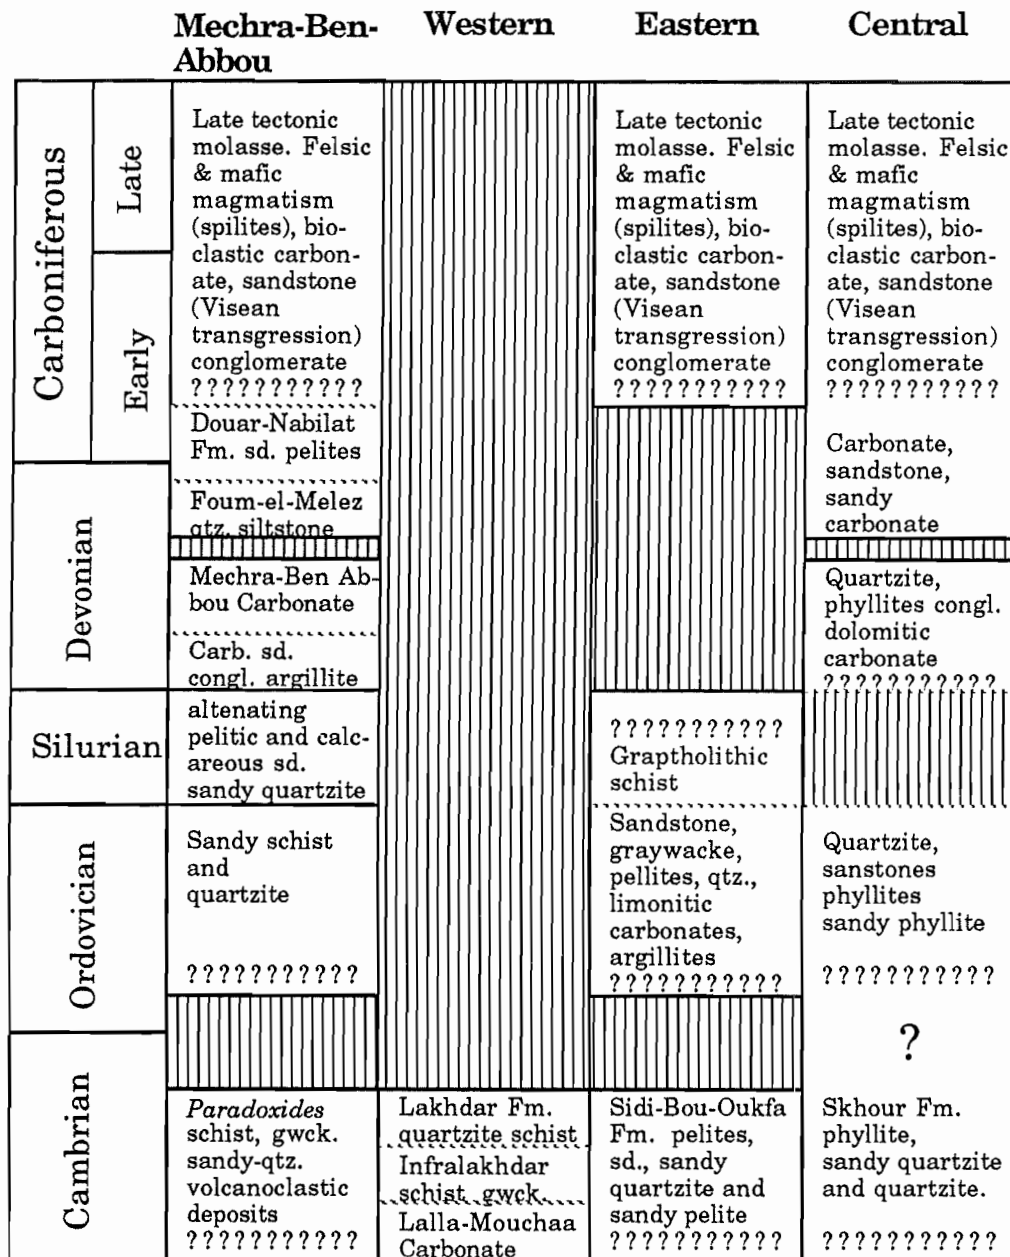 Mechra-Ben-
Abbou
Western
Eastern
Central
Carboniferous
Late
Early
Devonian
Silurian
Ordovician
Cambrian
Late tectonic
molasse. Felsic
& mafic
magmatism
(spilites), bio-
clastic carbon-
ate, sandstone
(Visean
transgression)
conglomerate
???????????
Douar-Nabilat
Fm. sd. pelites
Foum-el-Melez
qtz. siltstone
Mechra-Ben Ab-
bou Carbonate
Carb. sd.
congl. argillite
altenating
pelitic and calc-
areous sd.
sandy quartzite
Sandy schist
and
quartzite
???????????
Paradoxides
schist, gwck.
sandy-qtz.
volcanoclastic
deposits
???????????
Lakhdar Fm.
quartzite schist
Infralakhdar
schist gwck.
Lalla-Mouchaa
Carbonate
Late tectonic
molasse. Felsic
& mafic
magmatism
(spilites), bio-
clastic carbon-
ate, sandstone
(Visean
transgression)
conglomerate
???????????
???????????
Graptholithic
schist
Sandstone,
graywacke,
pellites, qtz.,
limonitic
carbonates,
argillites
???????????
Sidi-Bou-Oukfa
Fm. pelites,
sd., sandy
quartzite and
sandy pelite
???????????
Late tectonic
molasse. Felsic
& mafic
magmatism
(spilites), bio-
clastic carbon-
ate, sandstone
(Visean
transgression)
conglomerate
???????????
Carbonate,
sandstone,
sandy
carbonate
Quartzite,
phyllites congl.
dolomitic
carbonate
???????????
Quartzite,
sanstones
phyllites
sandy phyllite
???????????
?
Skhour Fm.
phyllite,
sandy quartzite
and quartzite.
???????????